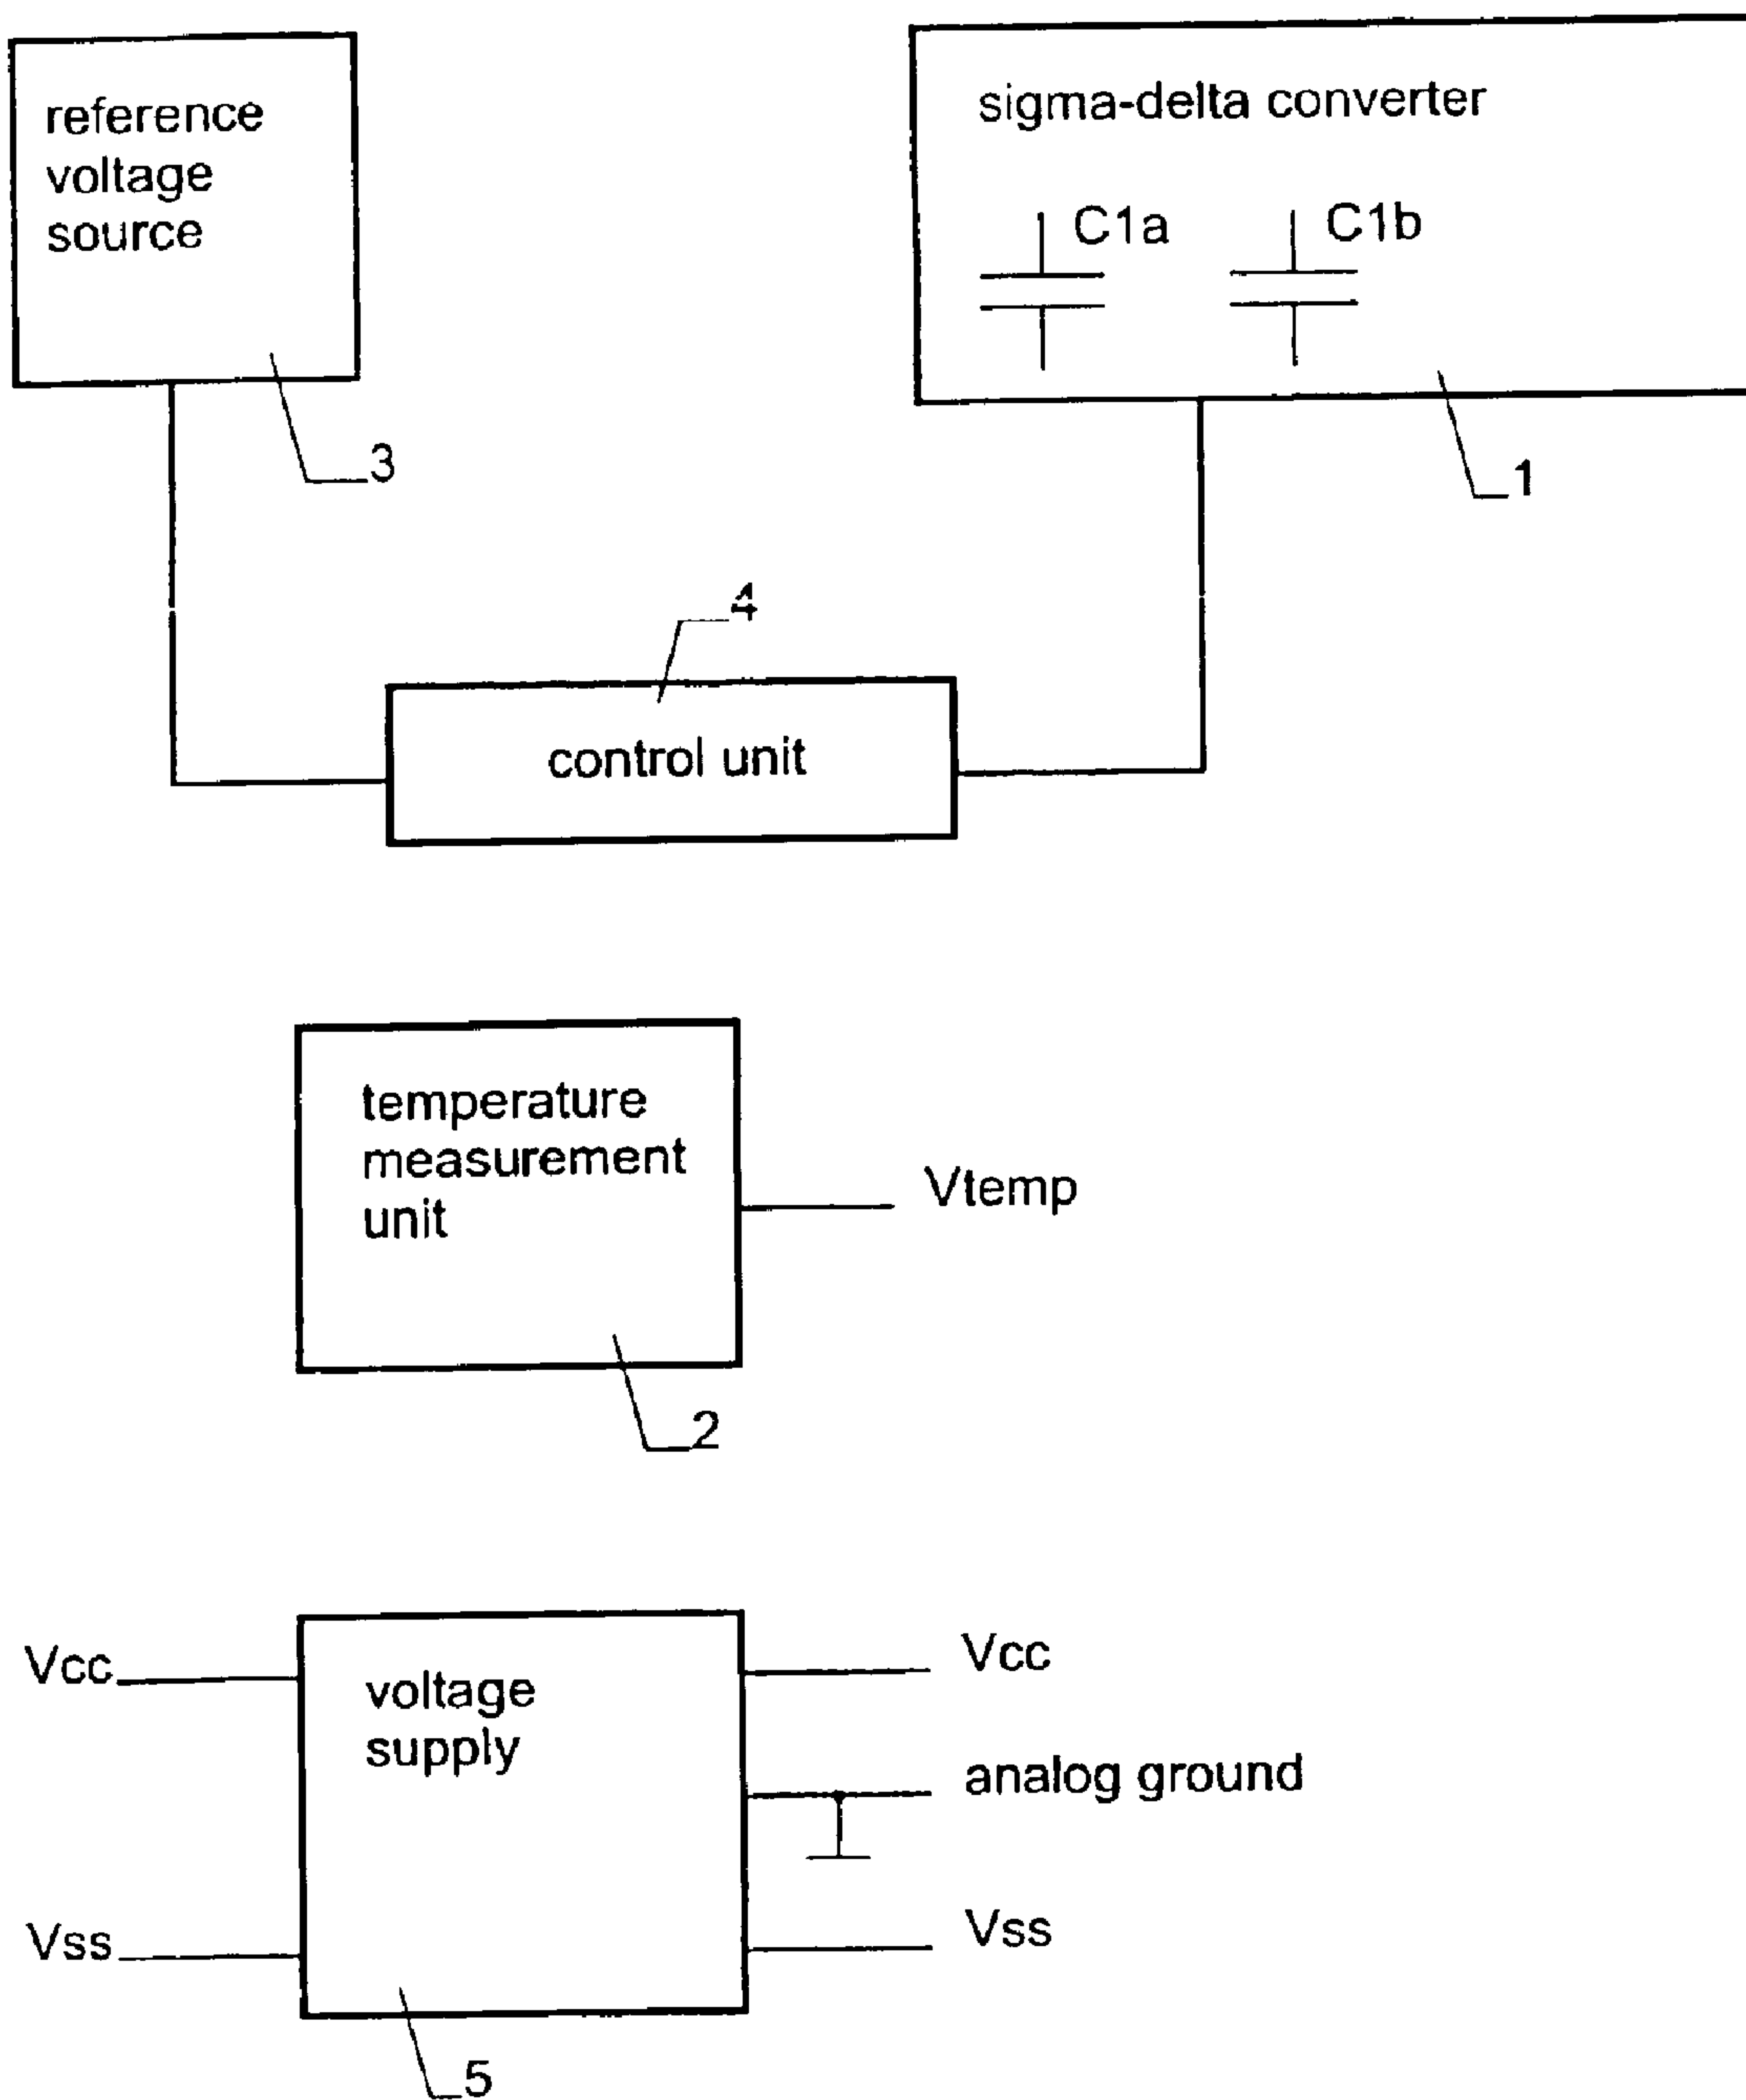 reference
voltage
source
sigma-delta converter
C1a
C1b
3
1
4
control unit
temperature
measurement
unit
Vtemp
2
Vcc
voltage
supply
Vcc
analog ground
Vss
Vss
5